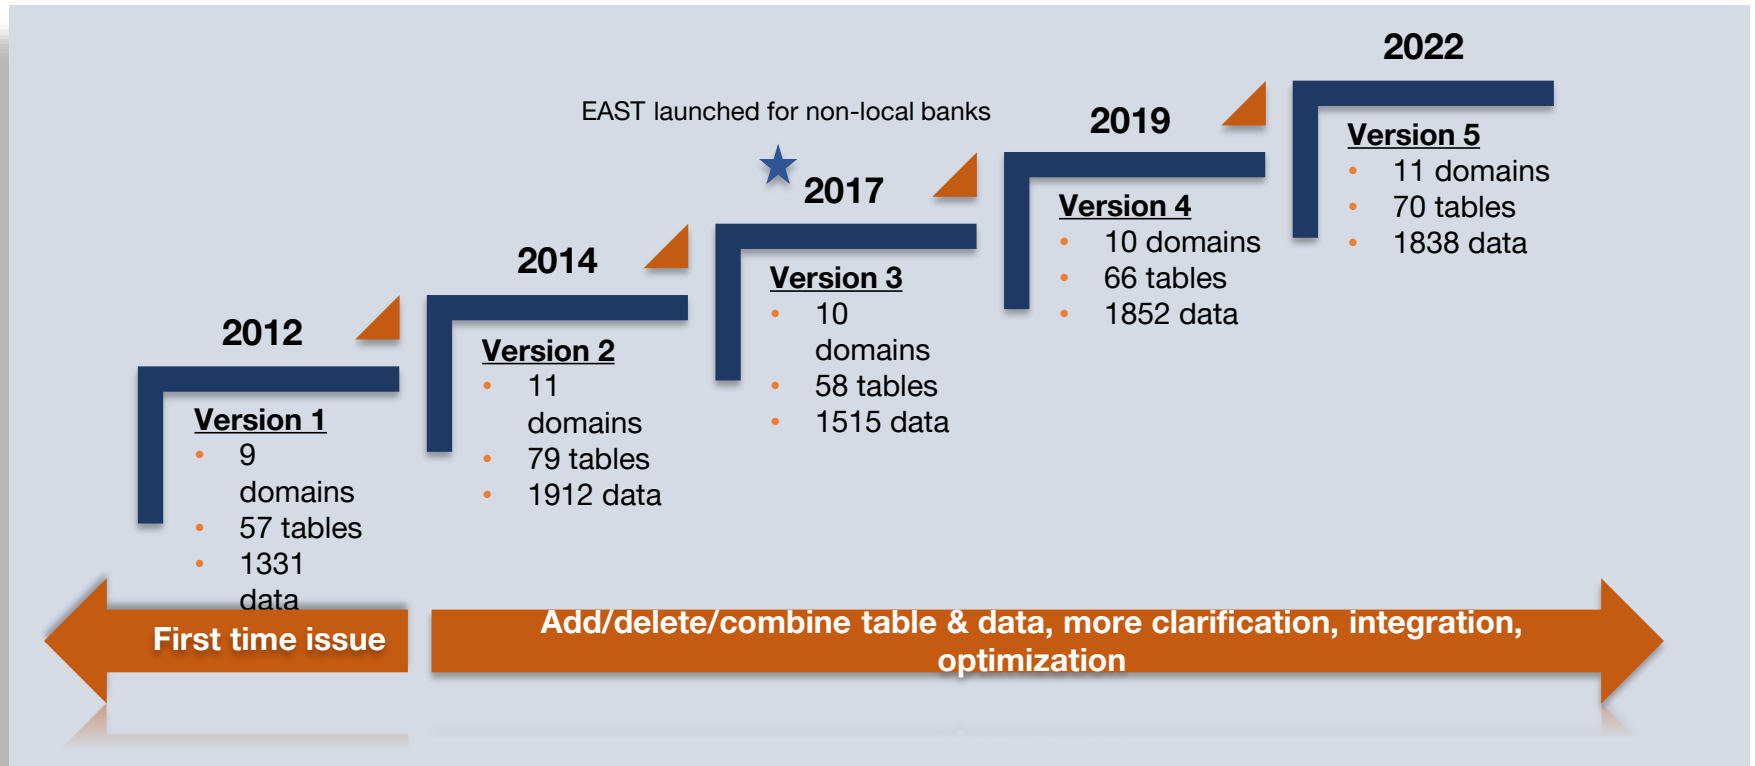 2012
Version 1
• 9
domains
• 57 tables
• 1331
data
2014
Version 2
• 11
domains
• 79 tables
• 1912 data
EAST launched for non-local banks
2017
Version 3
• 10
domains
• 58 tables
• 1515 data
2019
Version 4
• 10 domains
• 66 tables
• 1852 data
2022
Version 5
• 11 domains
• 70 tables
• 1838 data
First time issue
Add/delete/combine table & data, more clarification, integration,
optimization